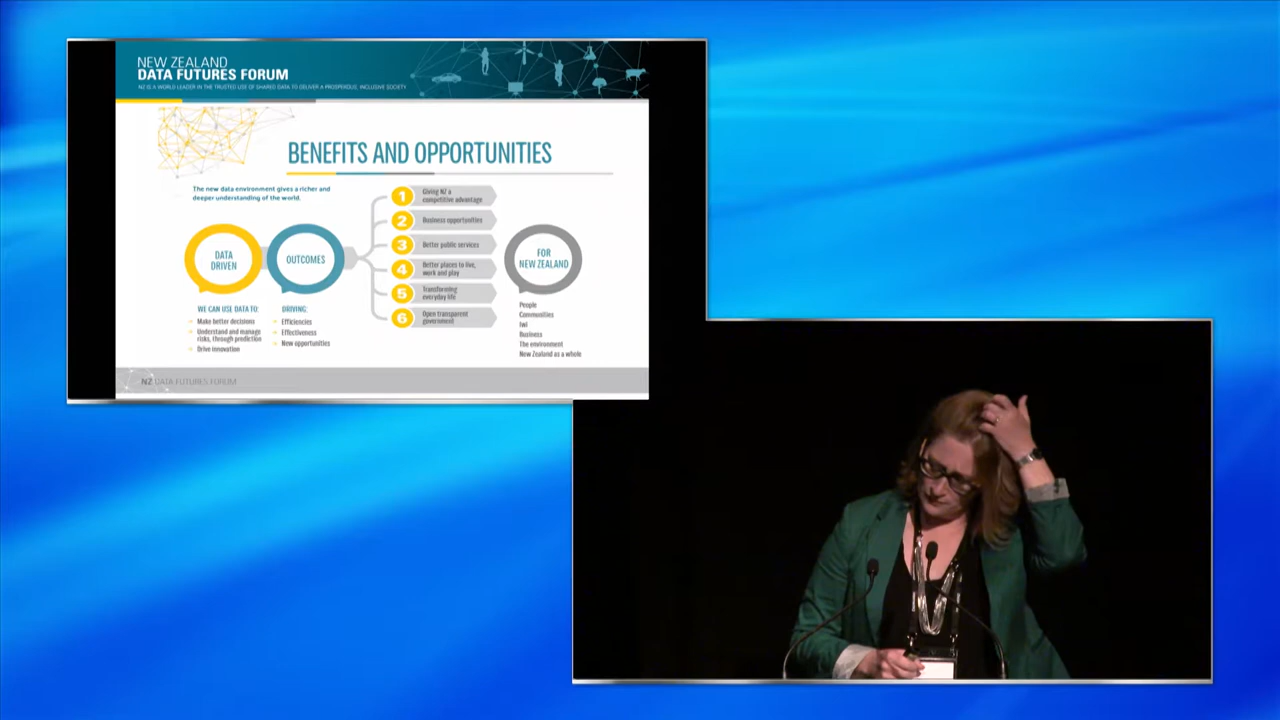 NEW ZEALAND
DATA FUTURES FORUM
NZ IS A WORLD LEADER IN THE TRUSTED USE OF SHARED DATA TO DELIVER A PROSPEROUS, INCLUSIVE SOCIETY
BENEFITS AND OPPORTUNITIES
The new data environment gives a richer and
deeper understanding of the world.
DATA
DRIVEN
WE CAN USE DATA TO:
Make better decisions
Understand and manage
risks, through prediction
Drive innovation
OUTCOMES
DRIVING:
Efficiencies
Effectiveness
New opportunities
1 Giving NZ a
competitive advantage
2 Business opportunities
3 Better public services
4 Better places to live,
work and play
5 Transforming
everyday life
6 Open transparent
government
FOR
NEW ZEALAND
People
Communities
Iwi
Business
The environment
New Zealand as a whole
NZ DATA FUTURES FORUM